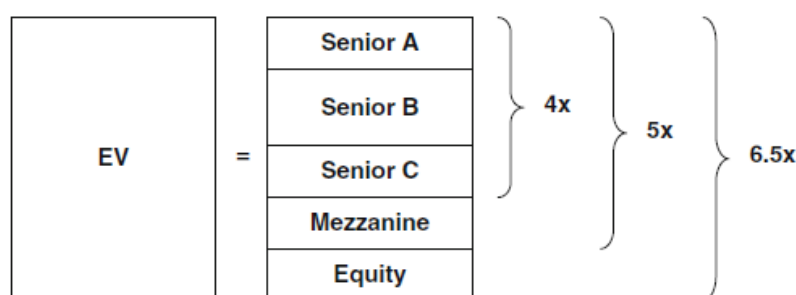 Senior A
Senior B
4x
5x
EV
=
Senior C
6.5x
Mezzanine
Equity